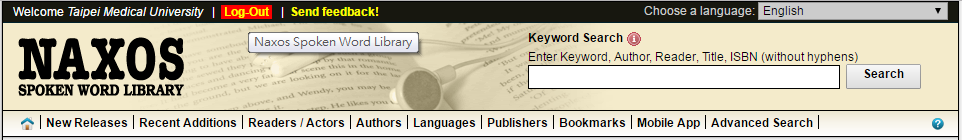 Welcome Taipei Medical University | Log-Out | Send feedback! Choose a language: English
NAXOS
SPOKEN WORD LIBRARY
Naxos Spoken Word Library
Keyword Search
Enter Keyword, Author, Reader, Title, ISBN (without hyphens)
Search
New Releases | Recent Additions | Readers / Actors | Authors | Languages | Publishers | Bookmarks | Mobile App | Advanced Search |